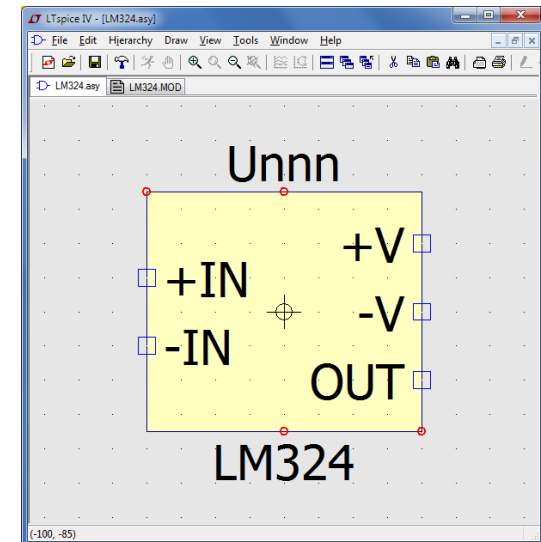 LTspice IV - [LM324.asy]
File Edit Hierarchy Draw View Tools Window Help
LM324.asy LM324.MOD
Unnn
+V
+IN
-V
-IN
OUT
LM324
(-100, -85)